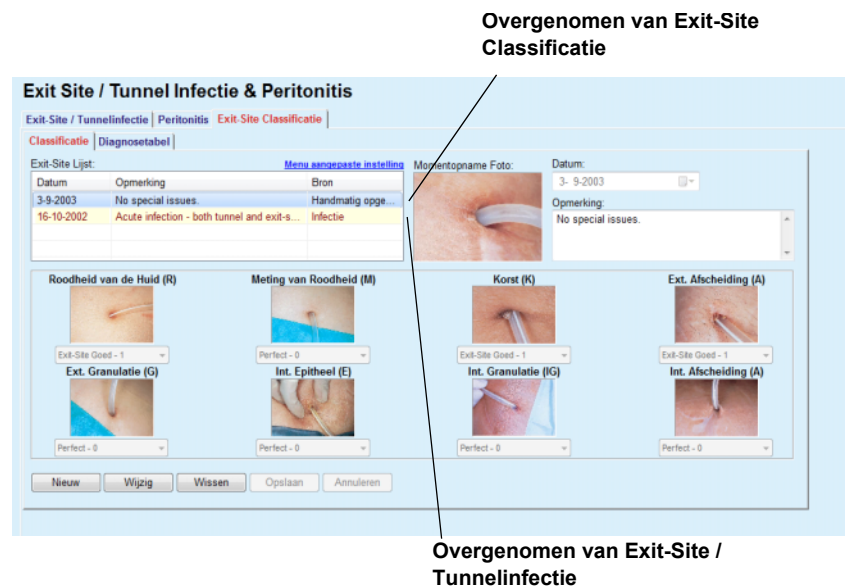 Overgenomen van Exit-Site
Classificatie
Exit Site / Tunnel Infectie & Peritonitis
Exit-Site / Tunnelinfectie Peritonitis Exit-Site Classificatie
Classificatie Diagnosetabel
Exit-Site Lijst: Menu aangepaste instelling Momentopname Foto: Datum:
Datum Opmerking Bron 3- 9-2003
3-9-2003 No special issues. Handmatig opge... Opmerking:
16-10-2002 Acute infection - both tunnel and exit-s... Infectie No special issues.
Roodheid van de Huid (R) Meting van Roodheid (M) Korst (K) Ext. Afscheiding (A)
Exit-Site Goed - 1 Perfect - 0 Exit-Site Goed - 1 Exit-Site Goed - 1
Ext. Granulatie (G) Int. Epitheel (E) Int. Granulatie (IG) Int. Afscheiding (A)
Perfect - 0 Perfect - 0 Perfect - 0 Perfect - 0
Nieuw Wijzig Wissen Opslaan Annuleren
Overgenomen van Exit-Site /
Tunnelinfectie